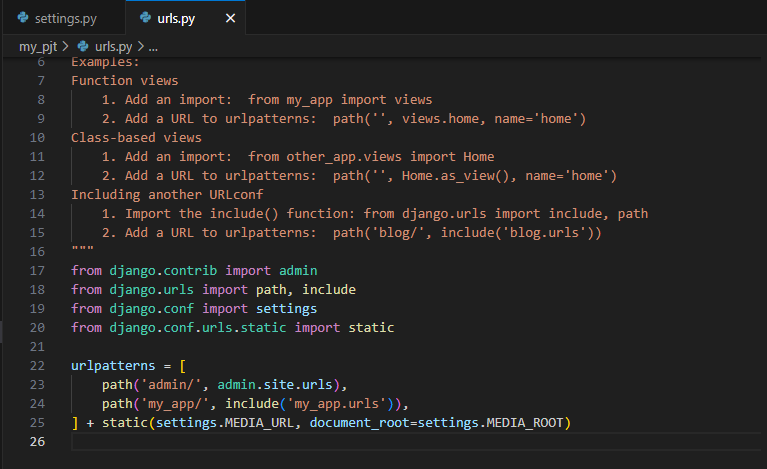 settings.py
urls.py
my_pjt > urls.py > ...
6 Examples:
7 Function views
8     1. Add an import:  from my_app import views
9     2. Add a URL to urlpatterns:  path('', views.home, name='home')
10 Class-based views
11     1. Add an import:  from other_app.views import Home
12     2. Add a URL to urlpatterns:  path('', Home.as_view(), name='home')
13 Including another URLconf
14     1. Import the include() function: from django.urls import include, path
15     2. Add a URL to urlpatterns:  path('blog/', include('blog.urls'))
16 """
17 from django.contrib import admin
18 from django.urls import path, include
19 from django.conf import settings
20 from django.conf.urls.static import static
21
22 urlpatterns = [
23     path('admin/', admin.site.urls),
24     path('my_app/', include('my_app.urls')),
25 ] + static(settings.MEDIA_URL, document_root=settings.MEDIA_ROOT)
26